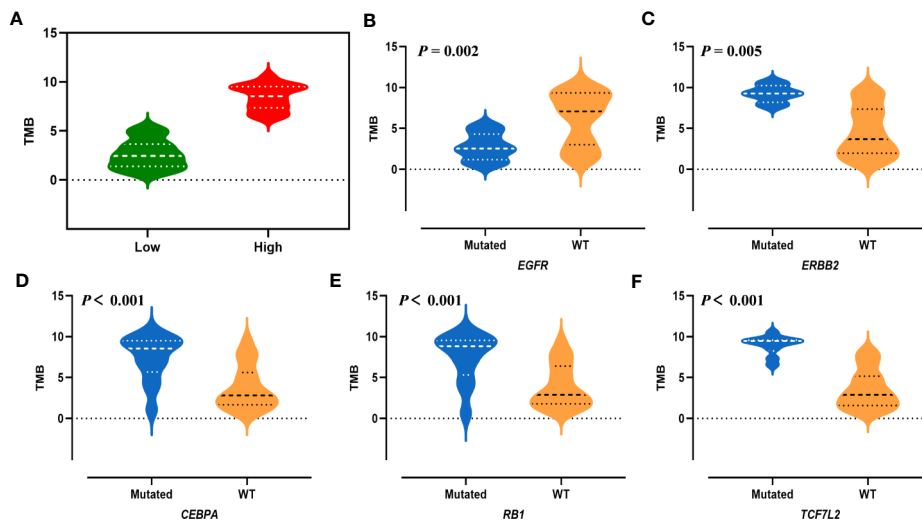 A
15
10
5
0
TMB
Low
High
B
P = 0.002
15
10
5
0
TMB
Mutated
WT
EGFR
C
P = 0.005
15
10
5
0
TMB
Mutated
WT
ERBB2
D
P < 0.001
15
10
5
0
TMB
Mutated
WT
CEBPA
E
P < 0.001
15
10
5
0
TMB
Mutated
WT
RB1
F
P < 0.001
15
10
5
0
TMB
Mutated
WT
TCF7L2